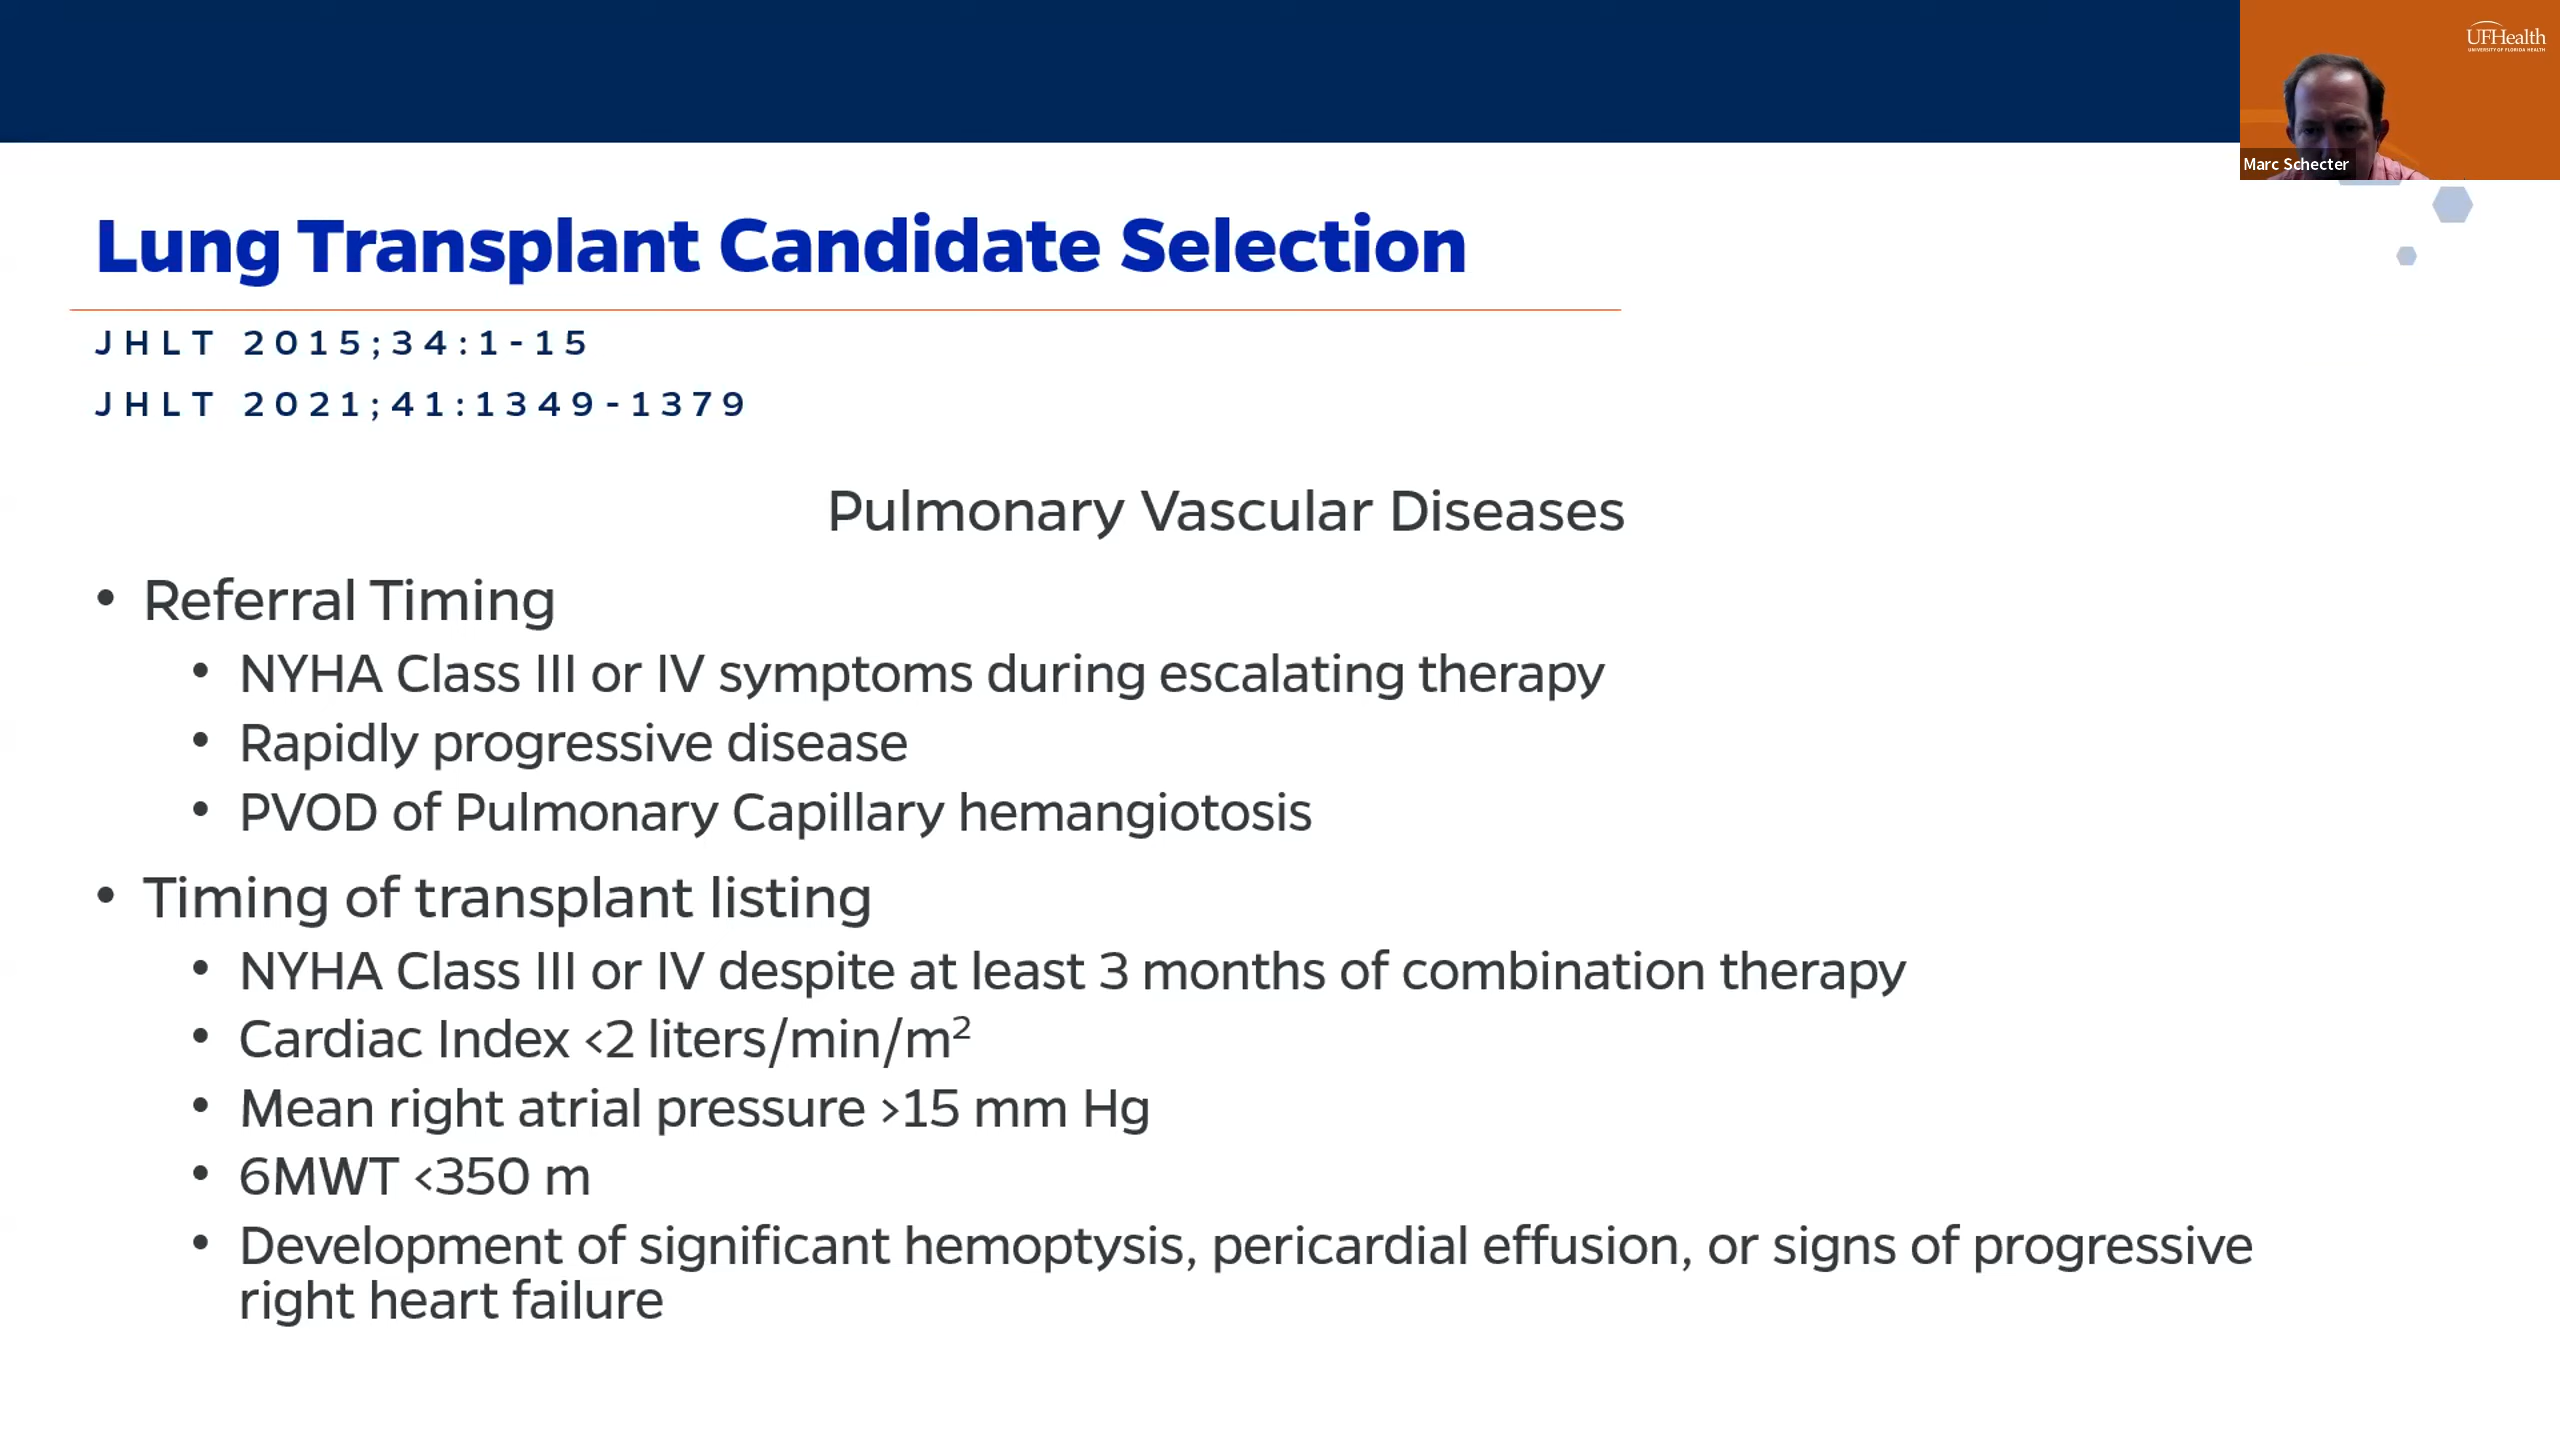 UFHealth
UNIVERSITY OF FLORIDA HEALTH
Marc Schecter
Lung Transplant Candidate Selection
JHLT 2015;34:1-15
JHLT 2021;41:1349-1379
Pulmonary Vascular Diseases
• Referral Timing
• NYHA Class III or IV symptoms during escalating therapy
• Rapidly progressive disease
• PVOD of Pulmonary Capillary hemangiotosis
• Timing of transplant listing
• NYHA Class III or IV despite at least 3 months of combination therapy
• Cardiac Index <2 liters/min/m²
• Mean right atrial pressure >15 mm Hg
• 6MWT <350 m
• Development of significant hemoptysis, pericardial effusion, or signs of progressive
right heart failure